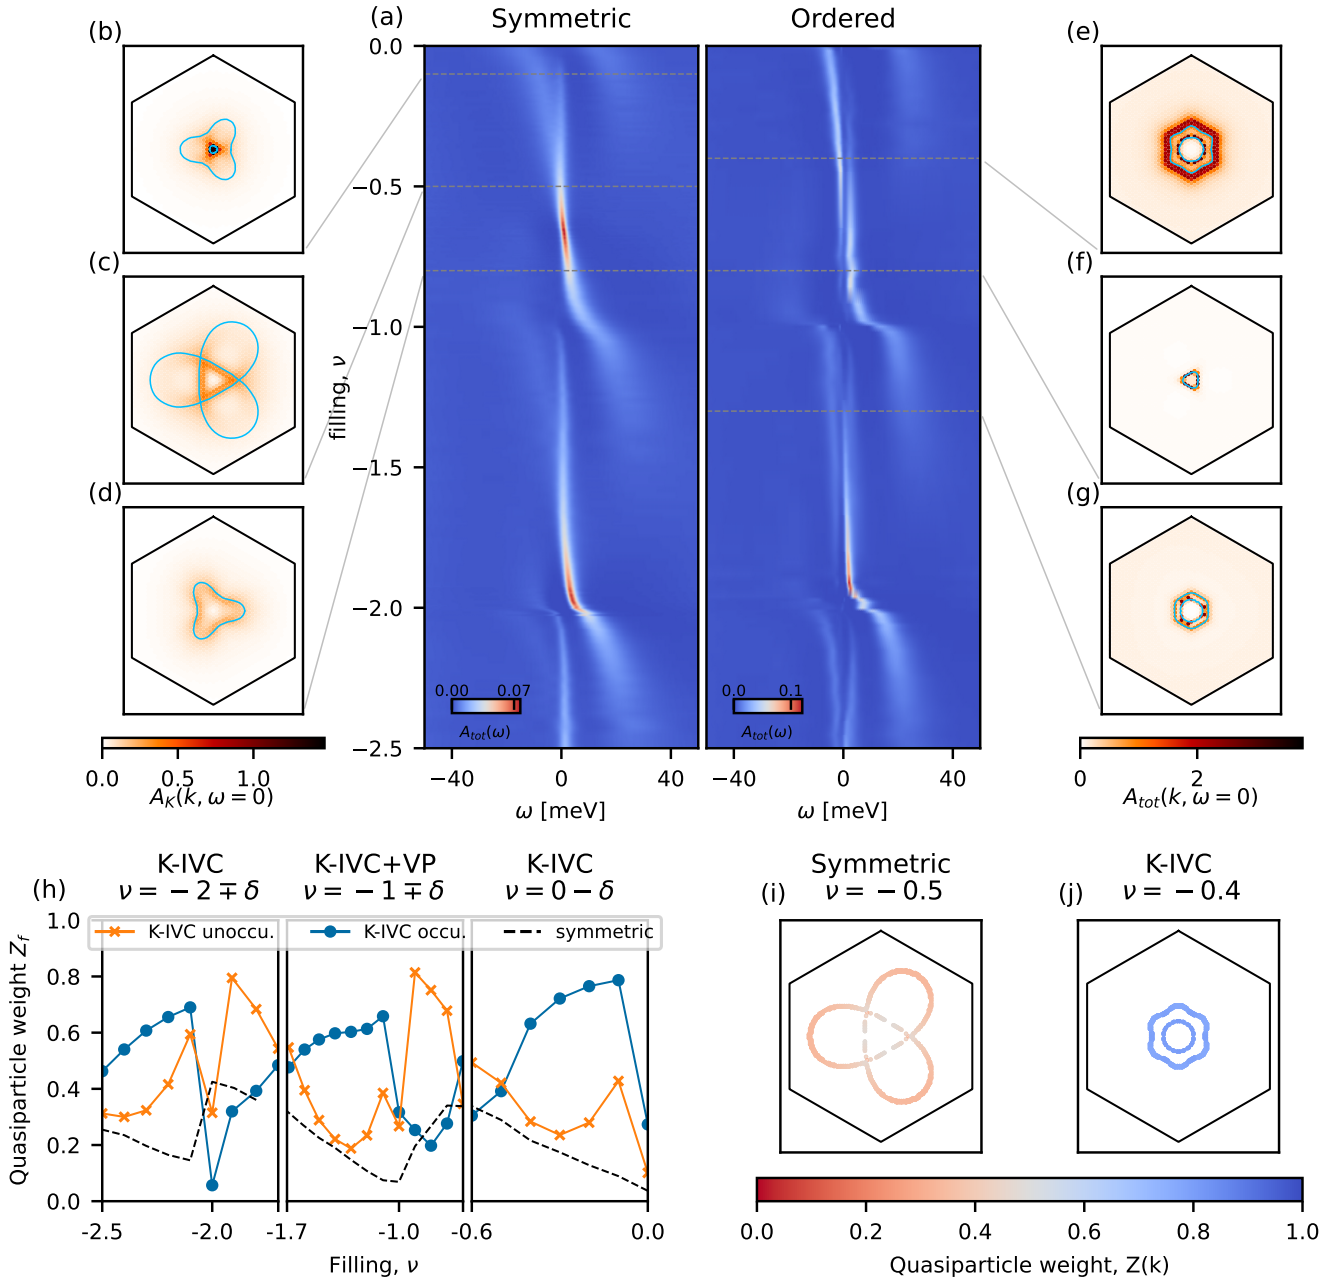 (a)
Symmetric
Ordered
(b)
(c)
(d)
(e)
(f)
(g)
0.0
−0.5
−1.0
−1.5
−2.0
−2.5
filling, ν
0.00
0.07
A_tot(ω)
0.0
0.1
A_tot(ω)
−40
0
40
ω [meV]
−40
0
40
ω [meV]
0.0
0.5
1.0
A_K(k, ω = 0)
0
2
A_tot(k, ω = 0)
(h)
K-IVC
ν = −2 ∓ δ
K-IVC+VP
ν = −1 ∓ δ
K-IVC
ν = 0 − δ
K-IVC unoccu.
K-IVC occu.
symmetric
Quasiparticle weight Z_f
1.0
0.8
0.6
0.4
0.2
0.0
-2.5
-2.0
-1.7
-1.0
-0.6
0.0
Filling, ν
(i)
Symmetric
ν = −0.5
(j)
K-IVC
ν = −0.4
0.0
0.2
0.4
0.6
0.8
1.0
Quasiparticle weight, Z(k)